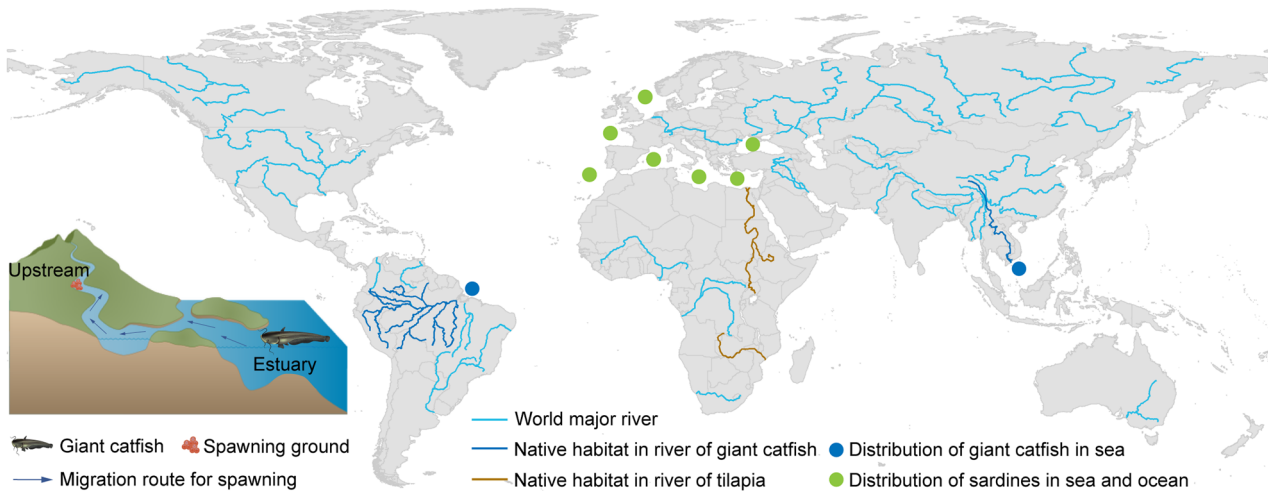 Upstream
Estuary
Giant catfish
Spawning ground
Migration route for spawning
World major river
Native habitat in river of giant catfish
Native habitat in river of tilapia
Distribution of giant catfish in sea
Distribution of sardines in sea and ocean